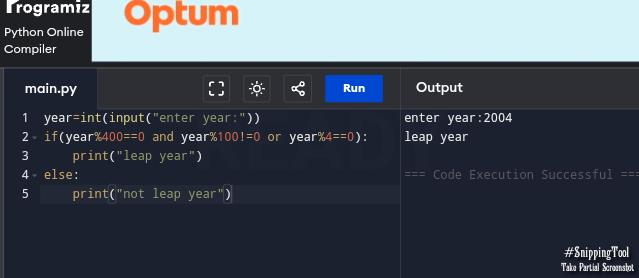 Programiz
Python Online
Compiler
Optum
main.py
Run
Output
1 year=int(input("enter year:"))
2 if(year%400==0 and year%100!=0 or year%4==0):
3     print("leap year")
4 else:
5     print("not leap year")
enter year:2004
leap year
=== Code Execution Successful ===
#SnippingTool
Take Partial Screenshot